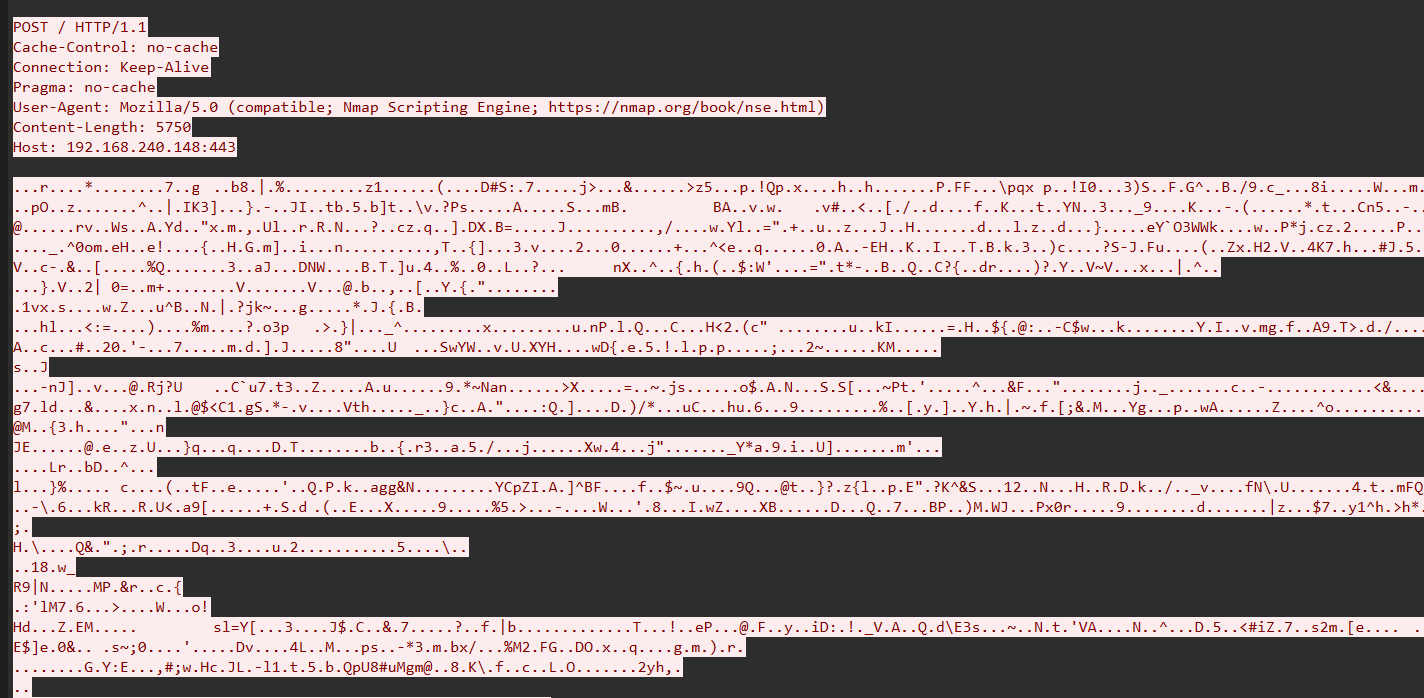 POST / HTTP/1.1
Cache-Control: no-cache
Connection: Keep-Alive
Pragma: no-cache
User-Agent: Mozilla/5.0 (compatible; Nmap Scripting Engine; https://nmap.org/book/nse.html)
Content-Length: 5750
Host: 192.168.240.148:443
...r....*........7..g ..b8.|.%.........z1......(....D#S:.7.....j>...&......>z5...p.!Qp.x....h..h.......P.FF...\pqx p..!I0...3)S..F.G^..B./9.c_...8i.....W...m.
..pO..z.......^..|.IK3]...}.-..JI..tb.5.b]t..\v.?Ps.....A.....S...mB. BA..v.w. .v#..<..[./..d....f..K...t..YN..3..._9....K...-.(......*.t...Cn5..-
@......rv..Ws..A.Yd.."x.m.,.Ul..r.R.N...?..cz.q..].DX.B=.....J..........,/....w.Yl..=".+..u..z...J..H.......d...l.z..d...}.....eY`O3WWk....w..P*j.cz.2.....P..
...._.^0om.eH..e!....{..H.G.m]..i...n..........,T..{]...3.v....2...0......+...^<e..q......0.A..-EH..K..I...T.B.k.3..)c....?S-J.Fu....(..Zx.H2.V..4K7.h...#J.5.
V..c-.&..[.....%Q.......3..aJ...DNW....B.T.]u.4..%..0..L..?... nX..^..{.h.(..$:W'....=".t*-..B..Q..C?{..dr....)?.Y..V~V...x...|.^..
...}.V..2| 0=..m+........V.......V...@.b..,..[..Y.{."........
.1vx.s....w.Z...u^B..N.|.?jk~...g.....*.J.{.B.
...hl...<:=....)....%m....?.o3p .>.}|..._^..........x.........u.nP.l.Q...C...H<2.(c" ........u..kI......=.H..${.@:..-C$w...k........Y.I..v.mg.f..A9.T>.d./....
A..c...#..20.'-...7.....m.d.].J.....8"....U ...SwYW..v.U.XYH....wD{.e.5.!.l.p.p.....;...2~......KM.....
s..J
...-nJ]..v...@.Rj?U ..C`u7.t3..Z.....A.u......9.*~Nan......>X.....=..~.js......o$.A.N...S.S[...~Pt.'.....^...&F..."........j.._.........c..-............<&....
g7.ld...&....x.n..l.@$<C1.gS.*-.v....Vth....._..}c..A."....:Q.]....D.)/*...uC...hu.6...9.........%..[.y.]..Y.h.|.~.f.[;&.M...Yg...p..wA......Z....^o..........
@M..{3.h...."...n
JE......@.e..z.U...}q...q....D.T........b..{.r3..a.5./...j......Xw.4...j"......._Y*a.9.i..U].......m'...
....Lr..bD..^...
l...}%..... c....(..tF..e.....'..Q.P.k..agg&N.........YCpZI.A.]^BF....f..$~.u....9Q...@t..}?.z{l..p.E".?K^&S...12..N...H..R.D.k../.._v....fN\.U.......4.t..mFQ
..-\.6...kR...R.U<.a9[......+.S.d .(..E...X.....9.....%5.>...-....W...'.8...I.wZ....XB......D...Q..7...BP..)M.WJ...Px0r.....9........d.......|z...$7..y1^h.>h*.
;.
H.\....Q&.".;.r.....Dq..3....u.2...........5....\..
..18.w_
R9|N.....MP.&r..c.{
.:'lM7.6...>....W...o!
Hd...Z.EM..... sl=Y[...3....J$.C..&.7.....?..f.|b.............T...!..eP...@.F..y..iD:.!._V.A..Q.d\E3s...~..N.t.'VA....N..^...D.5..<#iZ.7..s2m.[e....
E$]e.0&.. .s~;0....'.....Dv....4L..M...ps..-*3.m.bx/...%M2.FG..DO.x..q....g.m.).r.
........G.Y:E...,#;w.Hc.JL.-l1.t.5.b.QpU8#uMgm@..8.K\.f..c..L.O.......2yh,.
..